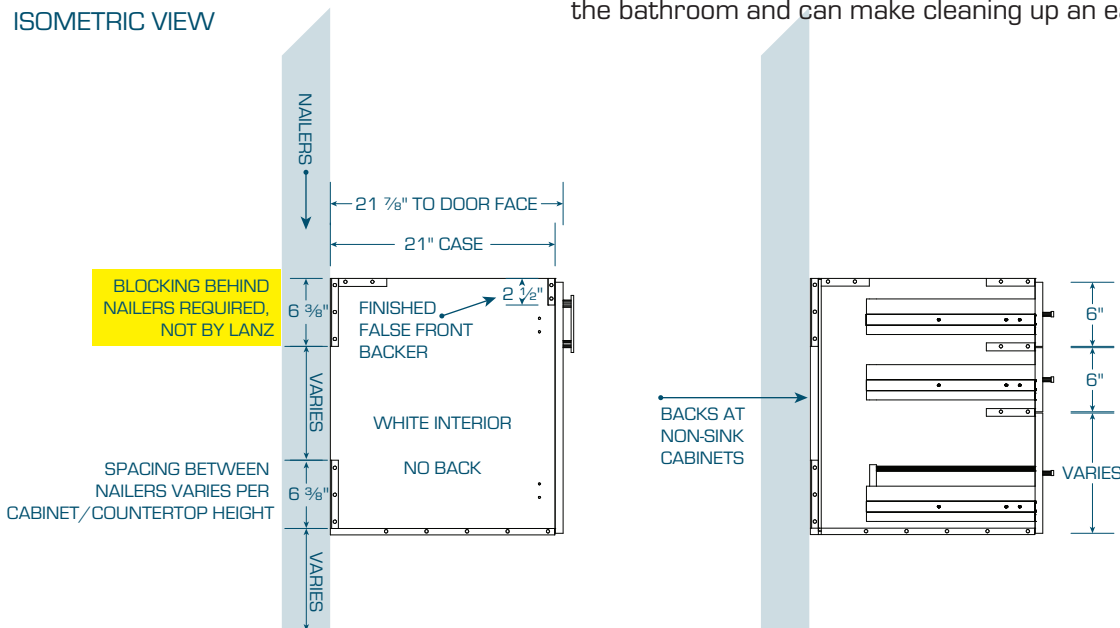 ISOMETRIC VIEW
the bathroom and can make cleaning up an e
NAILERS
21 ⅞" TO DOOR FACE
21" CASE
BLOCKING BEHIND
NAILERS REQUIRED,
NOT BY LANZ
6 ⅜"
2 ½"
FINISHED
FALSE FRONT
BACKER
VARIES
WHITE INTERIOR
NO BACK
SPACING BETWEEN
NAILERS VARIES PER
CABINET/COUNTERTOP HEIGHT
6 ⅜"
VARIES
6"
6"
BACKS AT
NON-SINK
CABINETS
VARIES